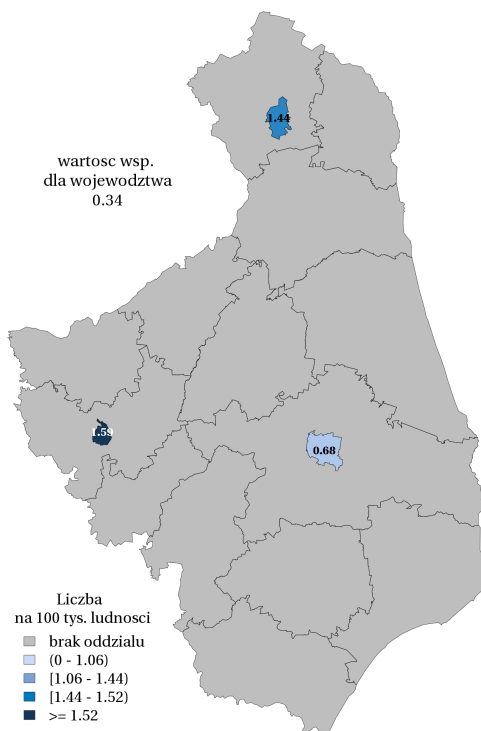 1.44
wartosc wsp.
dla wojewodztwa
0.34
1.59
0.68
Liczba
na 100 tys. ludnosci
brak oddzialu
(0 - 1.06)
[1.06 - 1.44)
[1.44 - 1.52)
>= 1.52